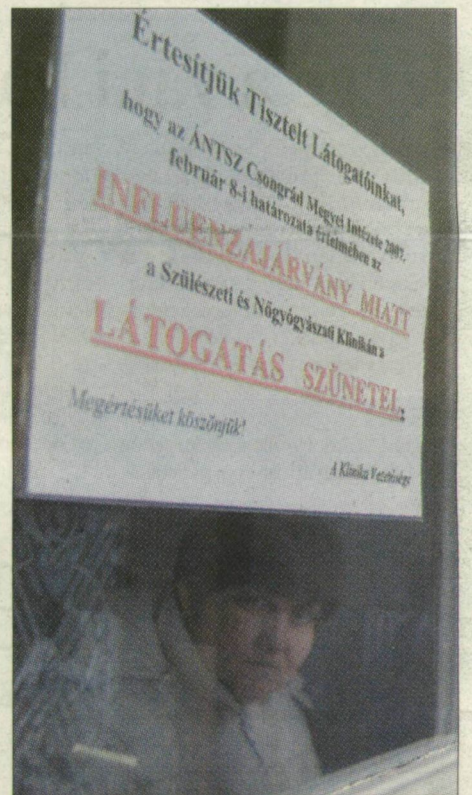 Értesítjük Tisztelt Látogatóinkat,
hogy az ÁNTSZ Csongrád Megyei Intézete 2007.
február 8-i határozata értelmében az
INFLUENZAJÁRVÁNY MIATT
a Szülészeti és Nőgyógyászati Klinikán a
LÁTOGATÁS SZÜNETEL.
Megértésüket köszönjük!
A Klinika Vezetősége